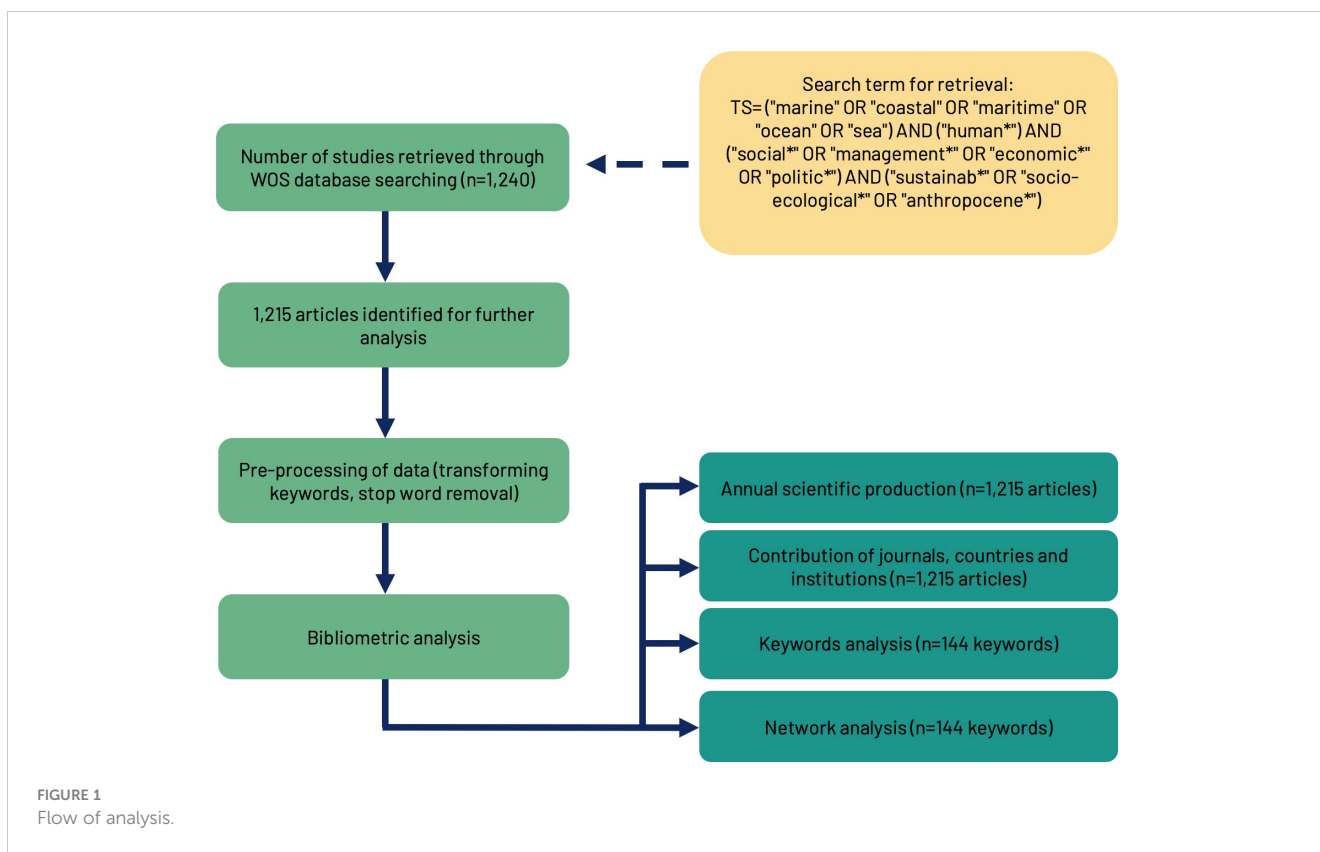 Search term for retrieval:
TS= ("marine" OR "coastal" OR "maritime" OR
"ocean" OR "sea") AND ("human*") AND
("social*" OR "management*" OR "economic*"
OR "politic*") AND ("sustainab*" OR "socio-
ecological*" OR "anthropocene*")
Number of studies retrieved through
WOS database searching (n=1,240)
1,215 articles identified for further
analysis
Pre-processing of data (transforming
keywords, stop word removal)
Bibliometric analysis
Annual scientific production (n=1,215 articles)
Contribution of journals, countries and
institutions (n=1,215 articles)
Keywords analysis (n=144 keywords)
Network analysis (n=144 keywords)
FIGURE 1
Flow of analysis.